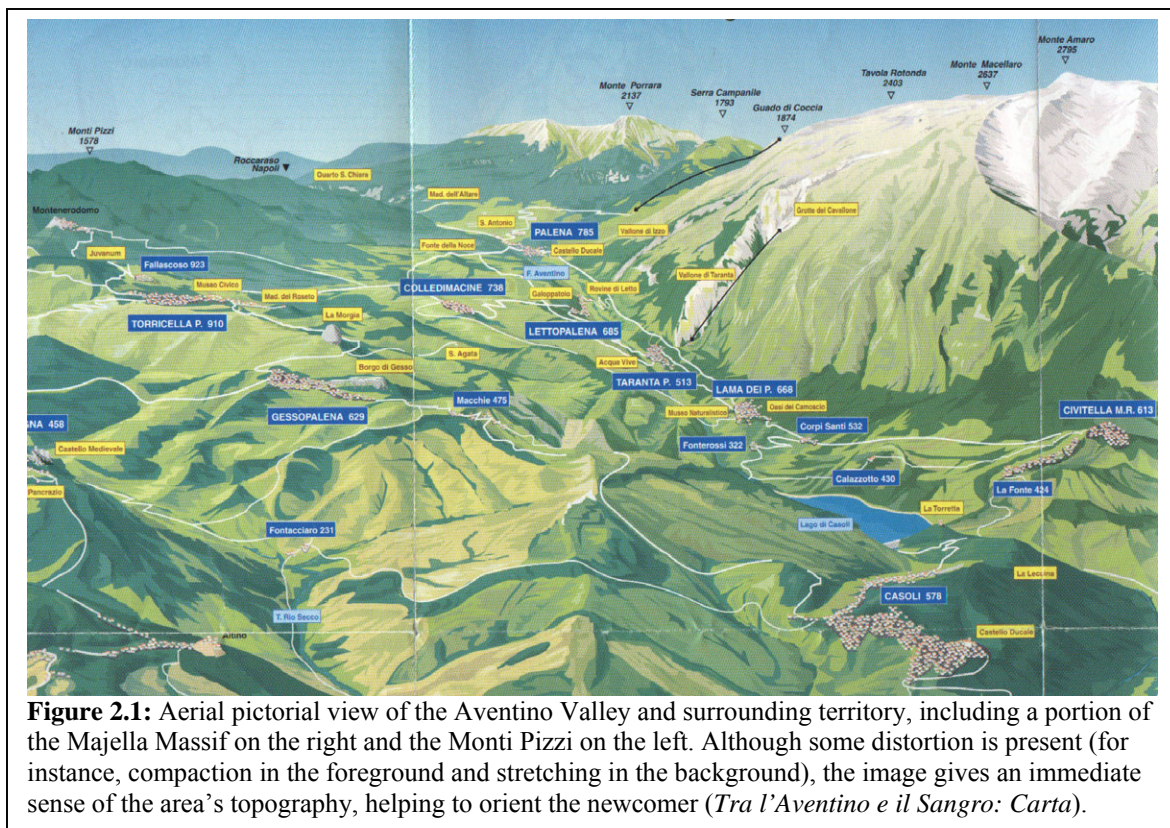 Monte Amaro
2795
Monte Macellaro
2637
Tavola Rotonda
2403
Monte Porrara
2137
Serra Campanile
1793
Guado di Coccia
1874
Monti Pizzi
1578
Roccaraso
Napoli
Quarto S. Chiara
Mad. dell'Altare
Montenerodomo
S. Antonio
Grotte del Cavallone
PALENA 785
Vallone di Izzo
Juvanum
Fonte della Noce
Castello Ducale
Fallascoso 923
F. Aventino
Vallone di Taranta
Museo Civico
COLLEDIMACINE 738
Galoppatoio
Rovine di Letto
Mad. del Roseto
TORRICELLA P. 910
La Morgia
LETTOPALENA 685
S. Agata
Acque Vive
Borgo di Gesso
TARANTA P. 513
LAMA DEI P. 668
Macchie 475
Museo Naturalistico
Oasi del Camoscio
GESSOPALENA 629
CIVITELLA M.R. 613
GNA 458
Corpi Santi 532
Castello Medievale
Fonterossi 322
Calazzotto 430
Pancrazio
La Fonte 424
La Torretta
Lago di Casoli
Fontacciaro 231
La Leccina
CASOLI 578
T. Rio Secco
Altino
Castello Ducale
Figure 2.1: Aerial pictorial view of the Aventino Valley and surrounding territory, including a portion of
the Majella Massif on the right and the Monti Pizzi on the left. Although some distortion is present (for
instance, compaction in the foreground and stretching in the background), the image gives an immediate
sense of the area's topography, helping to orient the newcomer (Tra l'Aventino e il Sangro: Carta).